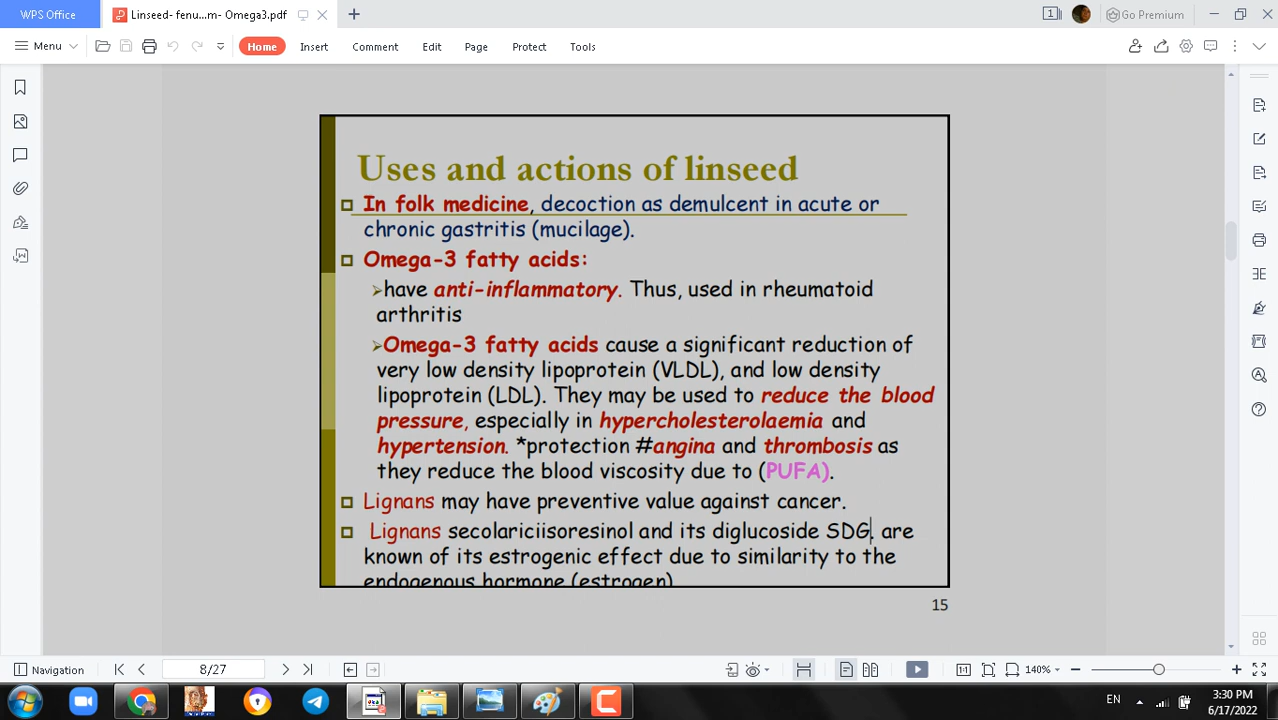 WPS Office
Linseed- fenu...m- Omega3.pdf
1
Go Premium
Menu
Home
Insert
Comment
Edit
Page
Protect
Tools
Uses and actions of linseed
In folk medicine, decoction as demulcent in acute or
chronic gastritis (mucilage).
Omega-3 fatty acids:
have anti-inflammatory. Thus, used in rheumatoid
arthritis
Omega-3 fatty acids cause a significant reduction of
very low density lipoprotein (VLDL), and low density
lipoprotein (LDL). They may be used to reduce the blood
pressure, especially in hypercholesterolaemia and
hypertension. *protection #angina and thrombosis as
they reduce the blood viscosity due to (PUFA).
Lignans may have preventive value against cancer.
Lignans secolariciisoresinol and its diglucoside SDG. are
known of its estrogenic effect due to similarity to the
endogenous hormone (estrogen)
15
Navigation
8/27
1:1
140%
EN
3:30 PM
6/17/2022